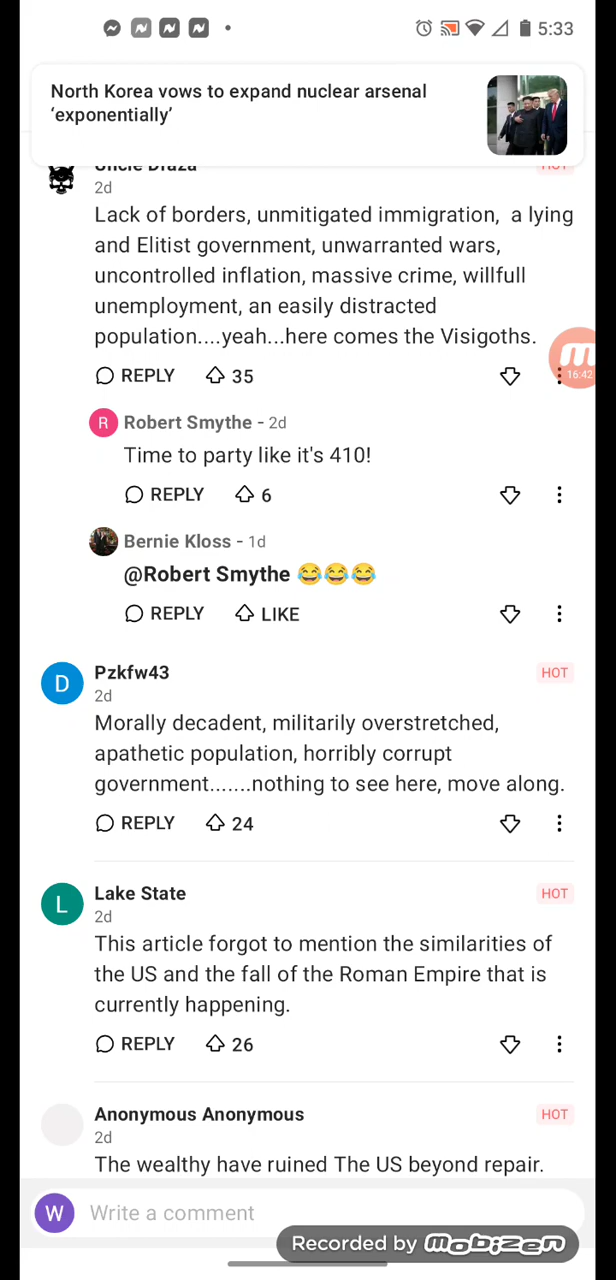 5:33
North Korea vows to expand nuclear arsenal
‘exponentially’
Uncle Draza
HOT
2d
Lack of borders, unmitigated immigration, a lying
and Elitist government, unwarranted wars,
uncontrolled inflation, massive crime, willfull
unemployment, an easily distracted
population....yeah...here comes the Visigoths.
REPLY 35
16:42
R Robert Smythe - 2d
Time to party like it's 410!
REPLY 6
Bernie Kloss - 1d
@Robert Smythe 😂😂😂
REPLY LIKE
D Pzkfw43 HOT
2d
Morally decadent, militarily overstretched,
apathetic population, horribly corrupt
government.......nothing to see here, move along.
REPLY 24
L Lake State HOT
2d
This article forgot to mention the similarities of
the US and the fall of the Roman Empire that is
currently happening.
REPLY 26
Anonymous Anonymous HOT
2d
The wealthy have ruined The US beyond repair.
W Write a comment
Recorded by mobizen